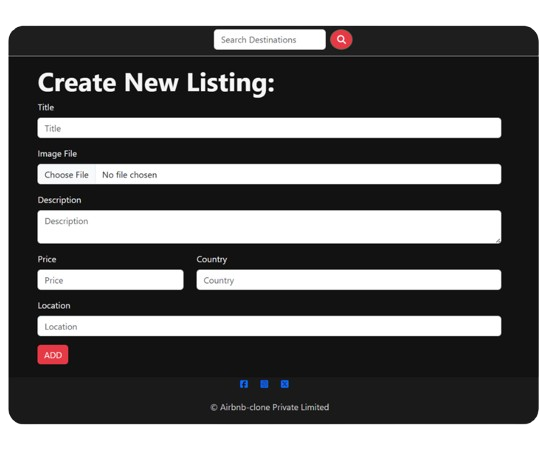 Search Destinations
Create New Listing:
Title
Title
Image File
Choose File No file chosen
Description
Description
Price Country
Price Country
Location
Location
ADD
© Airbnb-clone Private Limited